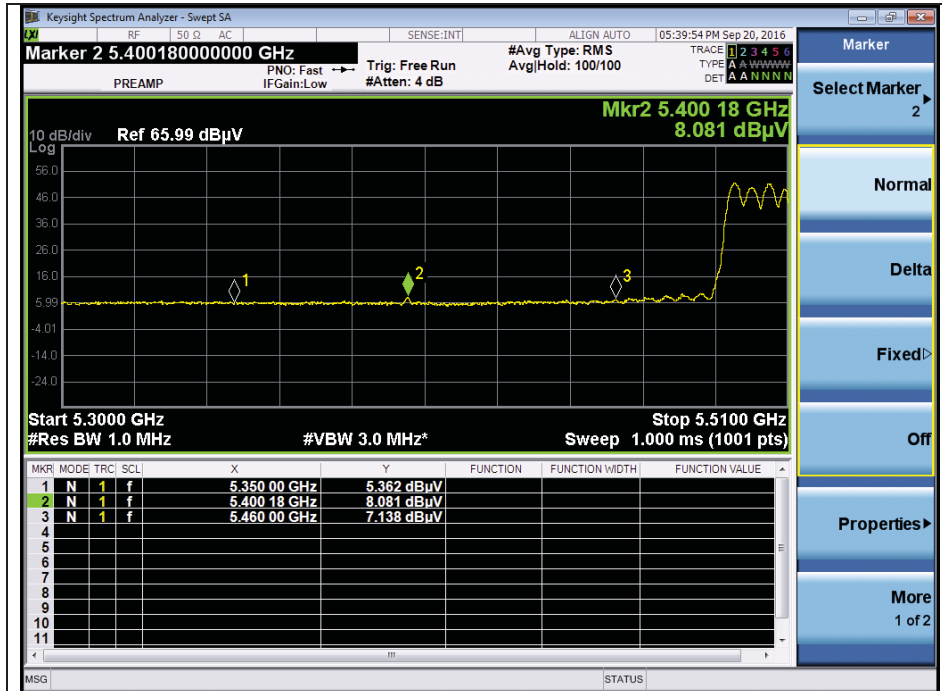 Keysight Spectrum Analyzer - Swept SA
LXI RF 50 Ω AC SENSE:INT ALIGN AUTO 05:39:54 PM Sep 20, 2016
Marker 2 5.400180000000 GHz
PREAMP
PNO: Fast
IFGain:Low
Trig: Free Run
#Atten: 4 dB
#Avg Type: RMS
Avg|Hold: 100/100
TRACE 1 2 3 4 5 6
TYPE A A WWWW
DET A A N N N N
Mkr2 5.400 18 GHz
8.081 dBµV
10 dB/div Ref 65.99 dBµV
Log
56.0
46.0
36.0
26.0
16.0
5.99
-4.01
-14.0
-24.0
1
2
3
Start 5.3000 GHz Stop 5.5100 GHz
#Res BW 1.0 MHz #VBW 3.0 MHz* Sweep 1.000 ms (1001 pts)
MKR MODE TRC SCL X Y FUNCTION FUNCTION WIDTH FUNCTION VALUE
1 N 1 f 5.350 00 GHz 5.362 dBµV
2 N 1 f 5.400 18 GHz 8.081 dBµV
3 N 1 f 5.460 00 GHz 7.138 dBµV
4
5
6
7
8
9
10
11
MSG STATUS
Marker
Select Marker
2
Normal
Delta
Fixed
Off
Properties
More
1 of 2